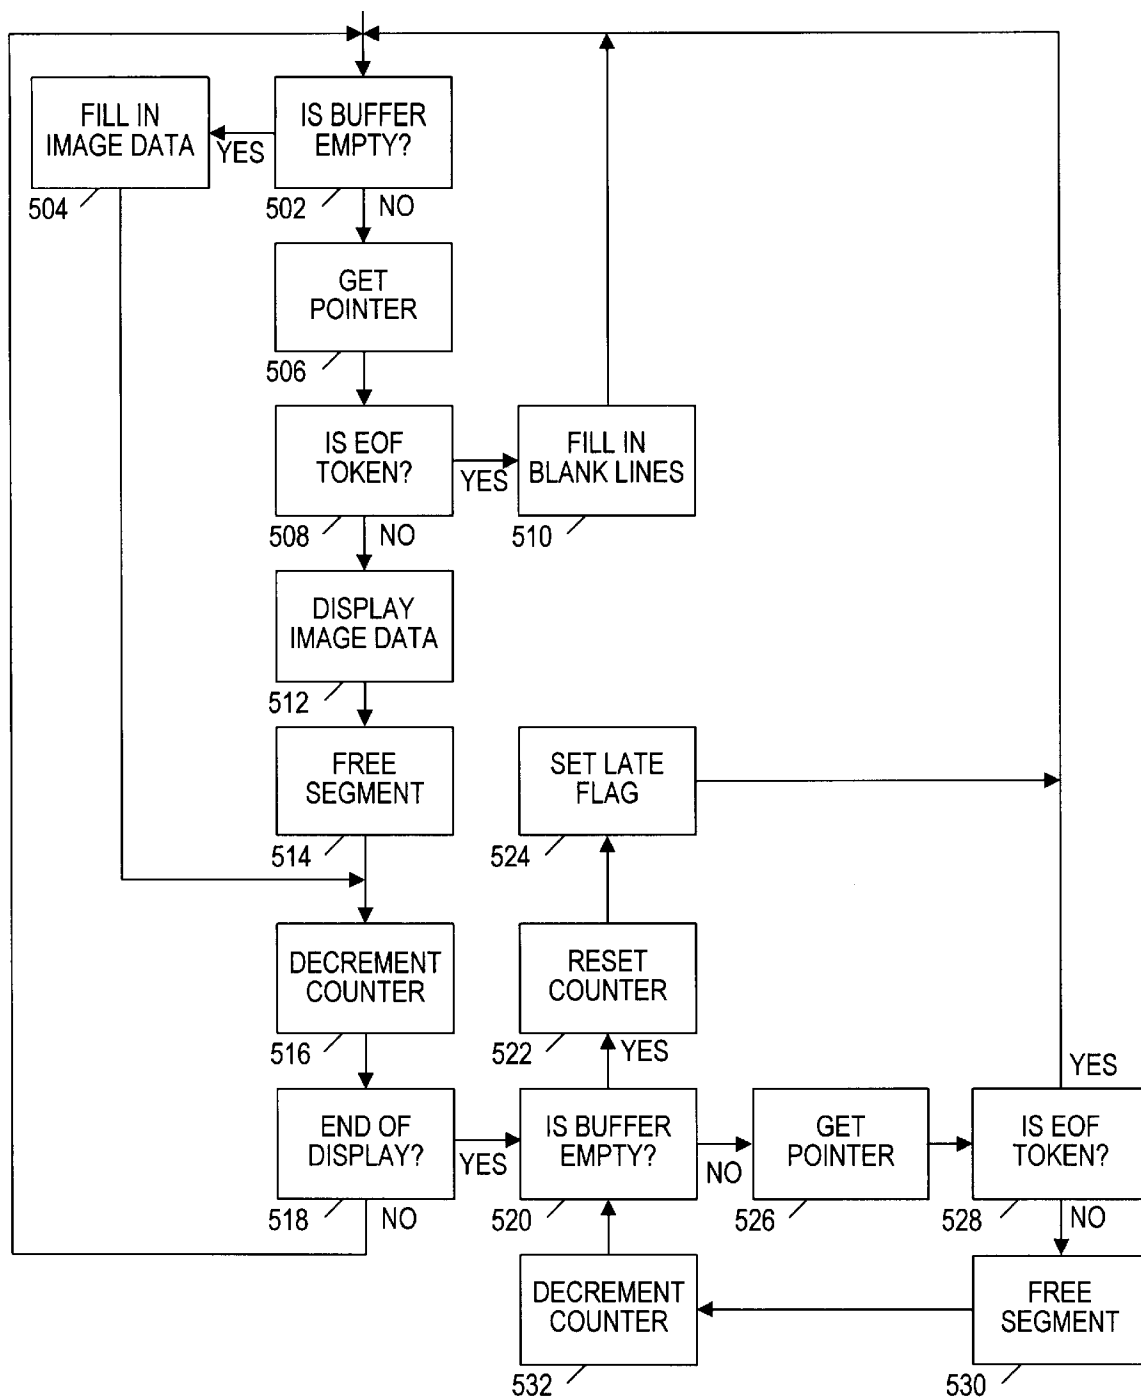 FILL IN
IMAGE DATA
504
IS BUFFER
EMPTY?
YES
502
NO
GET
POINTER
506
IS EOF
TOKEN?
YES
508
NO
FILL IN
BLANK LINES
510
DISPLAY
IMAGE DATA
512
FREE
SEGMENT
514
SET LATE
FLAG
524
DECREMENT
COUNTER
516
RESET
COUNTER
522
YES
END OF
DISPLAY?
YES
518
NO
IS BUFFER
EMPTY?
NO
520
GET
POINTER
526
YES
IS EOF
TOKEN?
528
NO
DECREMENT
COUNTER
532
FREE
SEGMENT
530